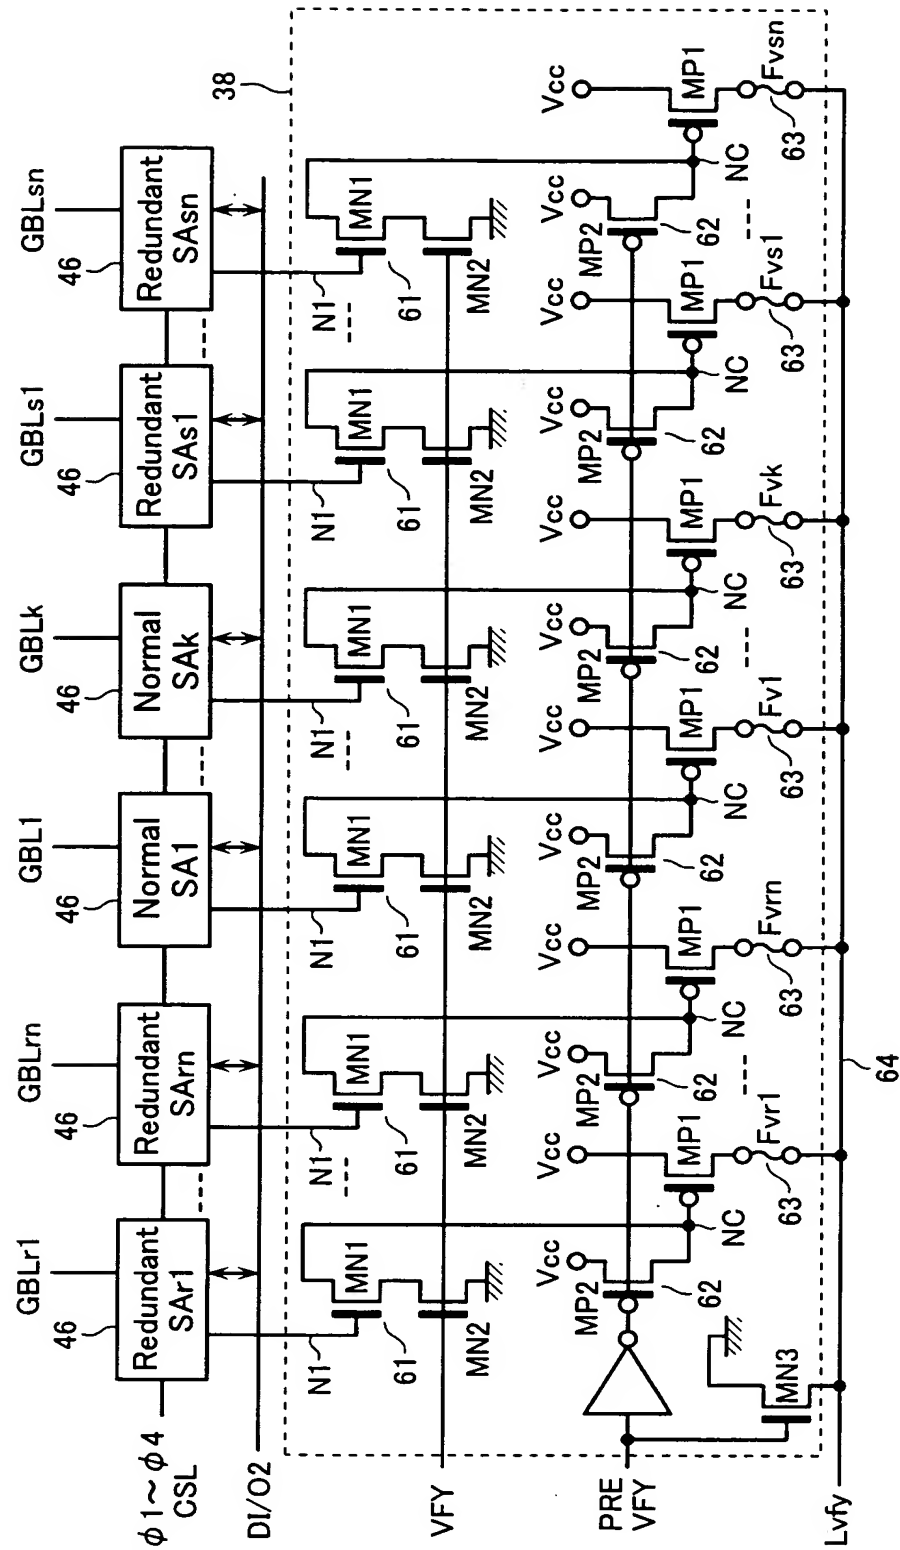 GBLr1
GBLrn
GBL1
GBLk
GBLs1
GBLsn
46
46
46
46
46
46
Redundant
SAr1
Redundant
SArn
Normal
SA1
Normal
SAk
Redundant
SAs1
Redundant
SAsn
φ1～φ4
CSL
DI/O2
38
N1
N1
N1
N1
N1
N1
MN1
MN1
MN1
MN1
MN1
MN1
61
61
61
61
61
61
VFY
MN2
MN2
MN2
MN2
MN2
MN2
Vcc
Vcc
Vcc
Vcc
Vcc
Vcc
Vcc
Vcc
Vcc
Vcc
Vcc
Vcc
MP2
MP2
MP2
MP2
MP2
MP2
PRE
VFY
62
62
62
62
62
62
MP1
MP1
MP1
MP1
MP1
MP1
NC
NC
NC
NC
NC
NC
MN3
63
63
63
63
63
63
Fvr1
Fvrn
Fv1
Fvk
Fvs1
Fvsn
Lvfy
64